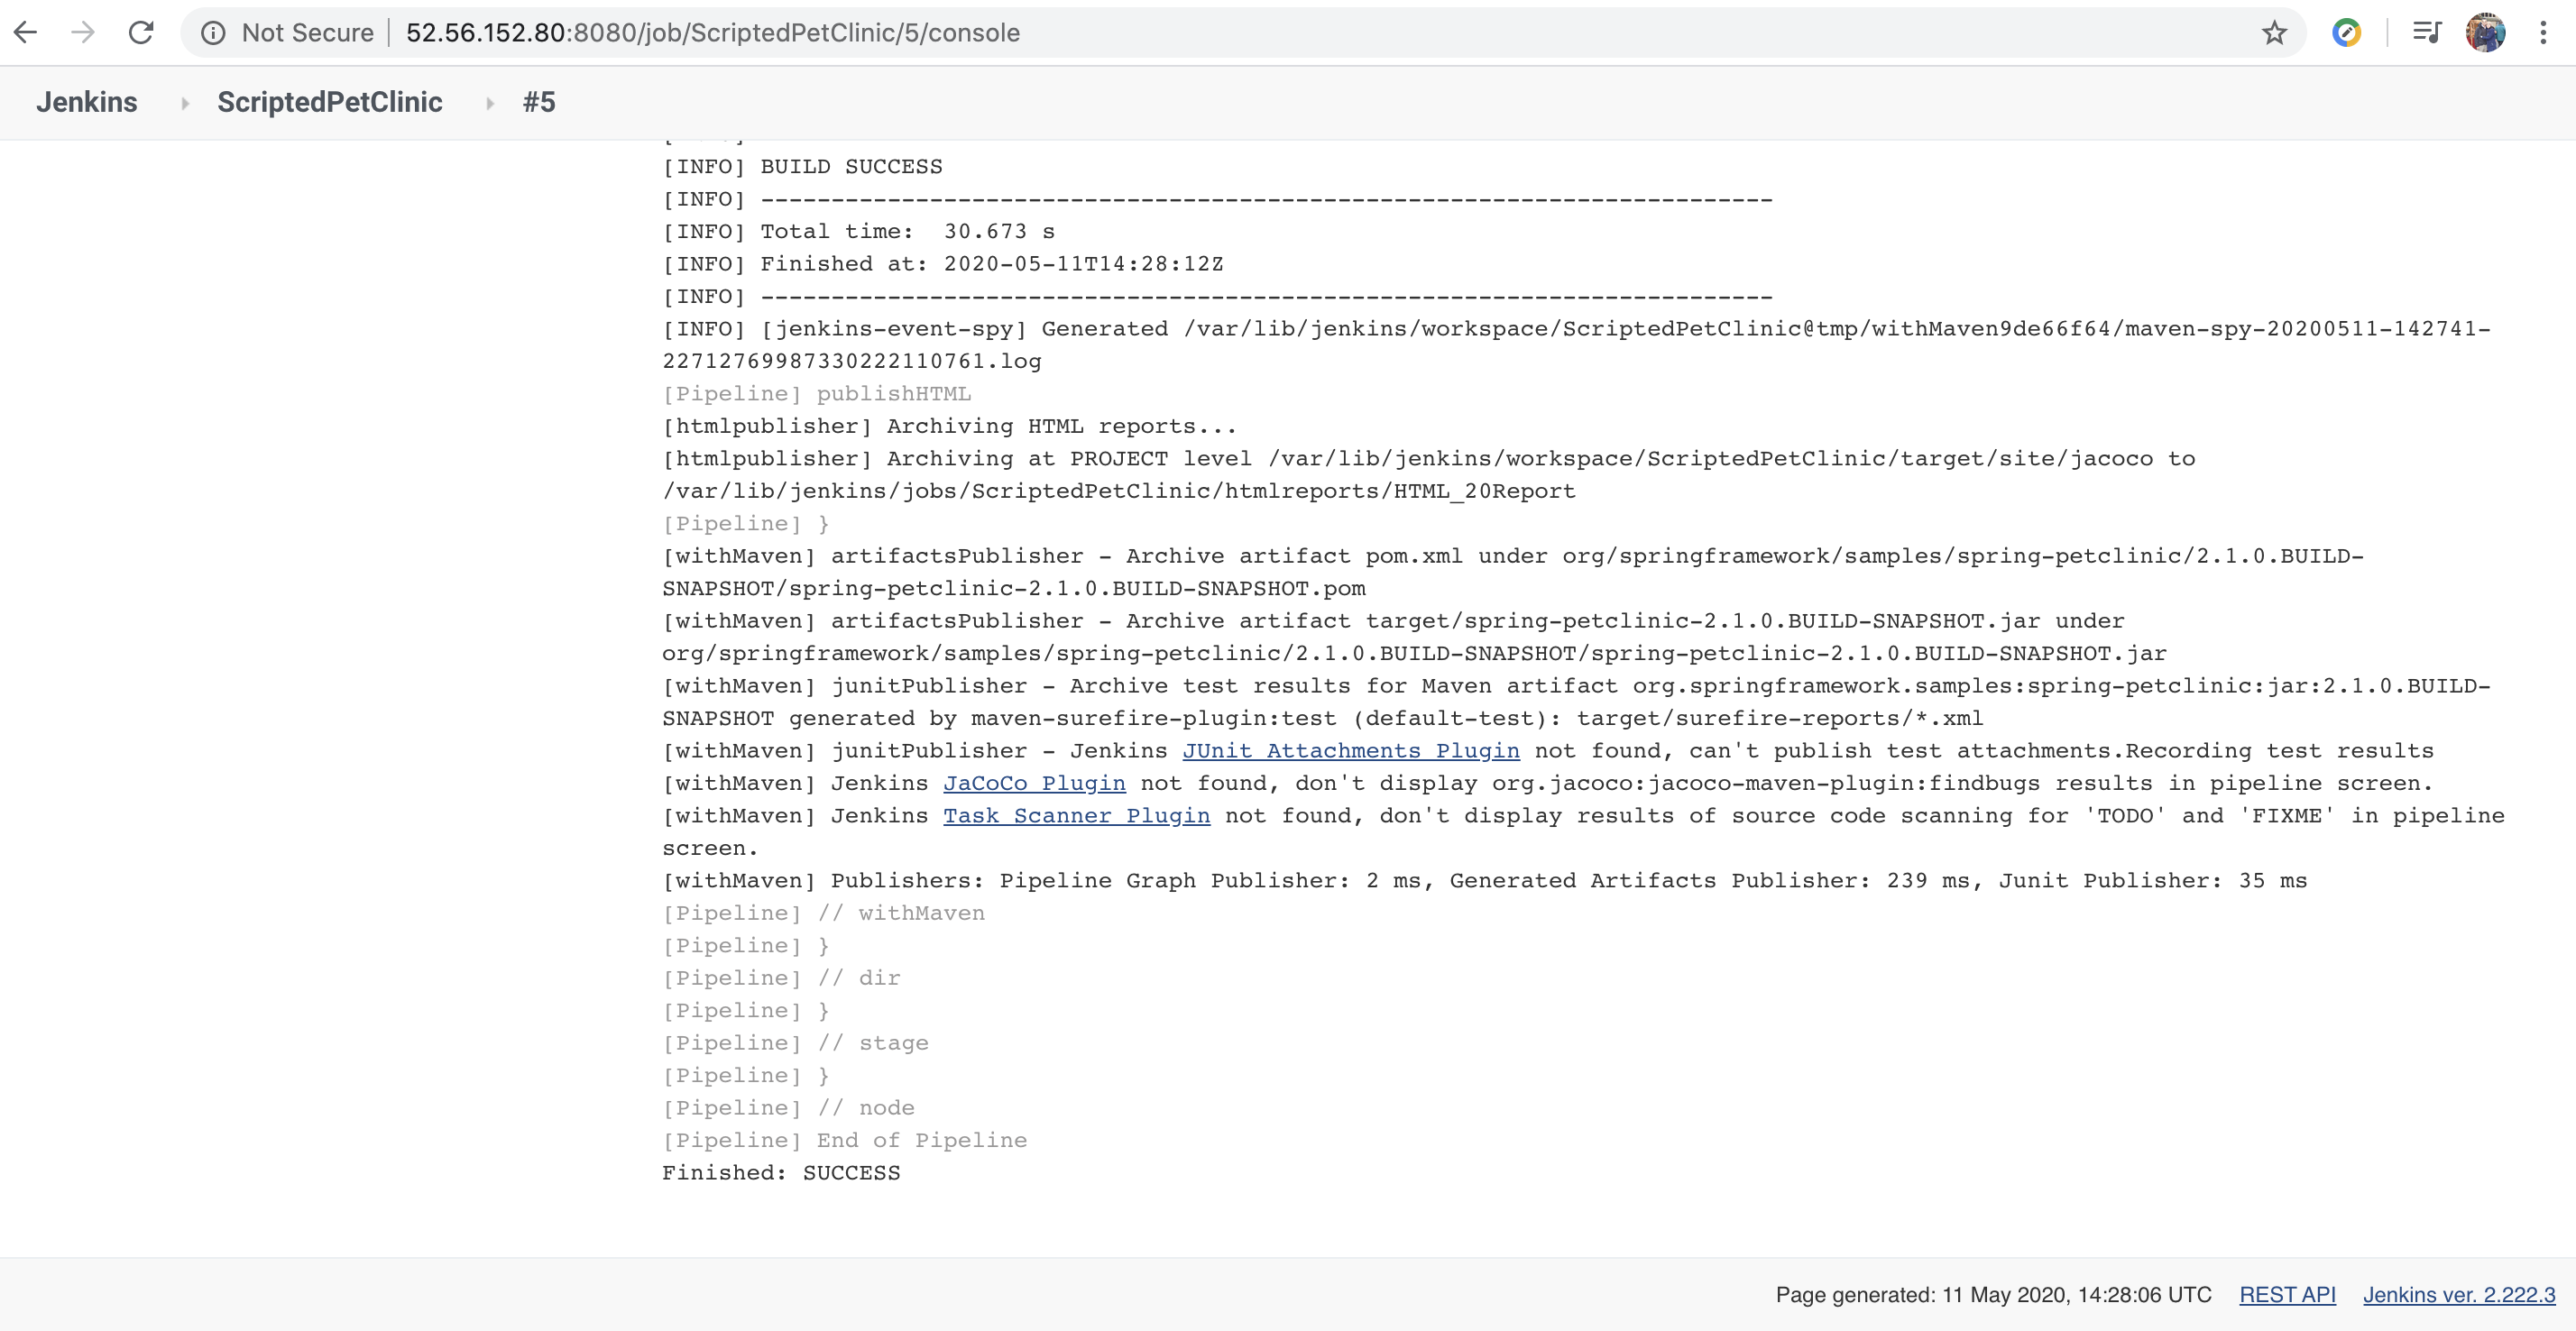 Not Secure 52.56.152.80:8080/job/ScriptedPetClinic/5/console
Jenkins ScriptedPetClinic #5
[INFO] BUILD SUCCESS
[INFO] ------------------------------------------------------------------------
[INFO] Total time:  30.673 s
[INFO] Finished at: 2020-05-11T14:28:12Z
[INFO] ------------------------------------------------------------------------
[INFO] [jenkins-event-spy] Generated /var/lib/jenkins/workspace/ScriptedPetClinic@tmp/withMaven9de66f64/maven-spy-20200511-142741-
22712769987330222110761.log
[Pipeline] publishHTML
[htmlpublisher] Archiving HTML reports...
[htmlpublisher] Archiving at PROJECT level /var/lib/jenkins/workspace/ScriptedPetClinic/target/site/jacoco to
/var/lib/jenkins/jobs/ScriptedPetClinic/htmlreports/HTML_20Report
[Pipeline] }
[withMaven] artifactsPublisher - Archive artifact pom.xml under org/springframework/samples/spring-petclinic/2.1.0.BUILD-
SNAPSHOT/spring-petclinic-2.1.0.BUILD-SNAPSHOT.pom
[withMaven] artifactsPublisher - Archive artifact target/spring-petclinic-2.1.0.BUILD-SNAPSHOT.jar under
org/springframework/samples/spring-petclinic/2.1.0.BUILD-SNAPSHOT/spring-petclinic-2.1.0.BUILD-SNAPSHOT.jar
[withMaven] junitPublisher - Archive test results for Maven artifact org.springframework.samples:spring-petclinic:jar:2.1.0.BUILD-
SNAPSHOT generated by maven-surefire-plugin:test (default-test): target/surefire-reports/*.xml
[withMaven] junitPublisher - Jenkins JUnit Attachments Plugin not found, can't publish test attachments.Recording test results
[withMaven] Jenkins JaCoCo Plugin not found, don't display org.jacoco:jacoco-maven-plugin:findbugs results in pipeline screen.
[withMaven] Jenkins Task Scanner Plugin not found, don't display results of source code scanning for 'TODO' and 'FIXME' in pipeline
screen.
[withMaven] Publishers: Pipeline Graph Publisher: 2 ms, Generated Artifacts Publisher: 239 ms, Junit Publisher: 35 ms
[Pipeline] // withMaven
[Pipeline] }
[Pipeline] // dir
[Pipeline] }
[Pipeline] // stage
[Pipeline] }
[Pipeline] // node
[Pipeline] End of Pipeline
Finished: SUCCESS
Page generated: 11 May 2020, 14:28:06 UTC REST API Jenkins ver. 2.222.3